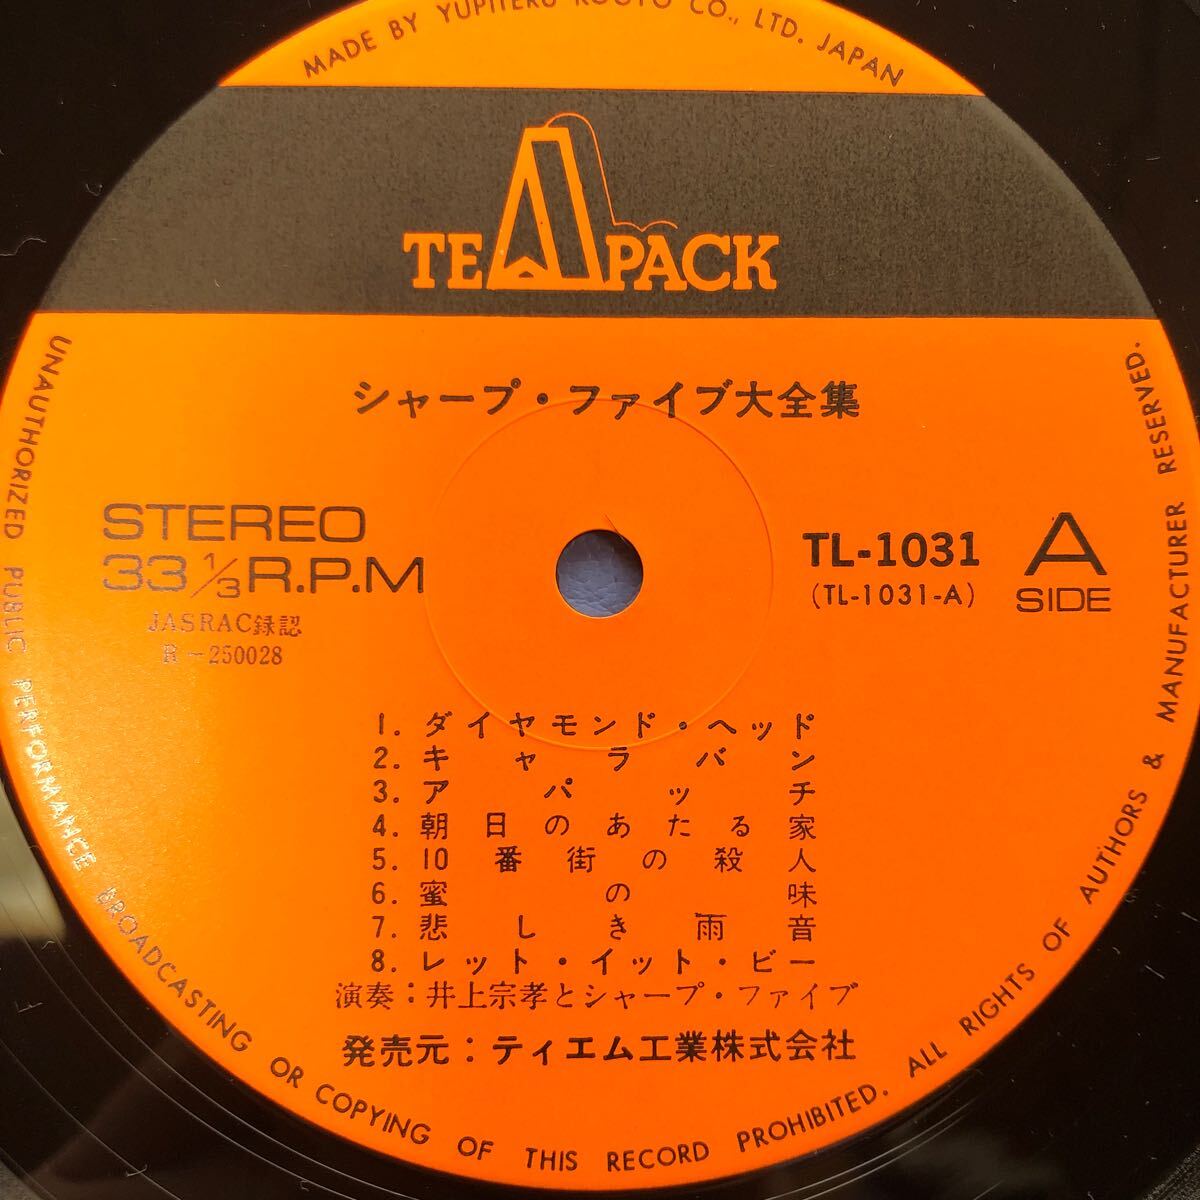 MADE BY YUPITERU KOGYO CO., LTD. JAPAN
TEAPACK
シャープ・ファイブ大全集
STEREO
33 1/3 R.P.M
JASRAC録認
R-250028
TL-1031
(TL-1031-A)
A
SIDE
1. ダイヤモンド・ヘッド
2. キャラバン
3. アパッチ
4. 朝日のあたる家
5. 10番街の殺人
6. 蜜の味
7. 悲しき雨音
8. レット・イット・ビー
演奏：井上宗孝とシャープ・ファイブ
発売元：ティエム工業株式会社
UNAUTHORIZED PUBLIC PERFORMANCE BROADCASTING OR COPYING OF THIS RECORD PROHIBITED. ALL RIGHTS OF AUTHORS & MANUFACTURER RESERVED.